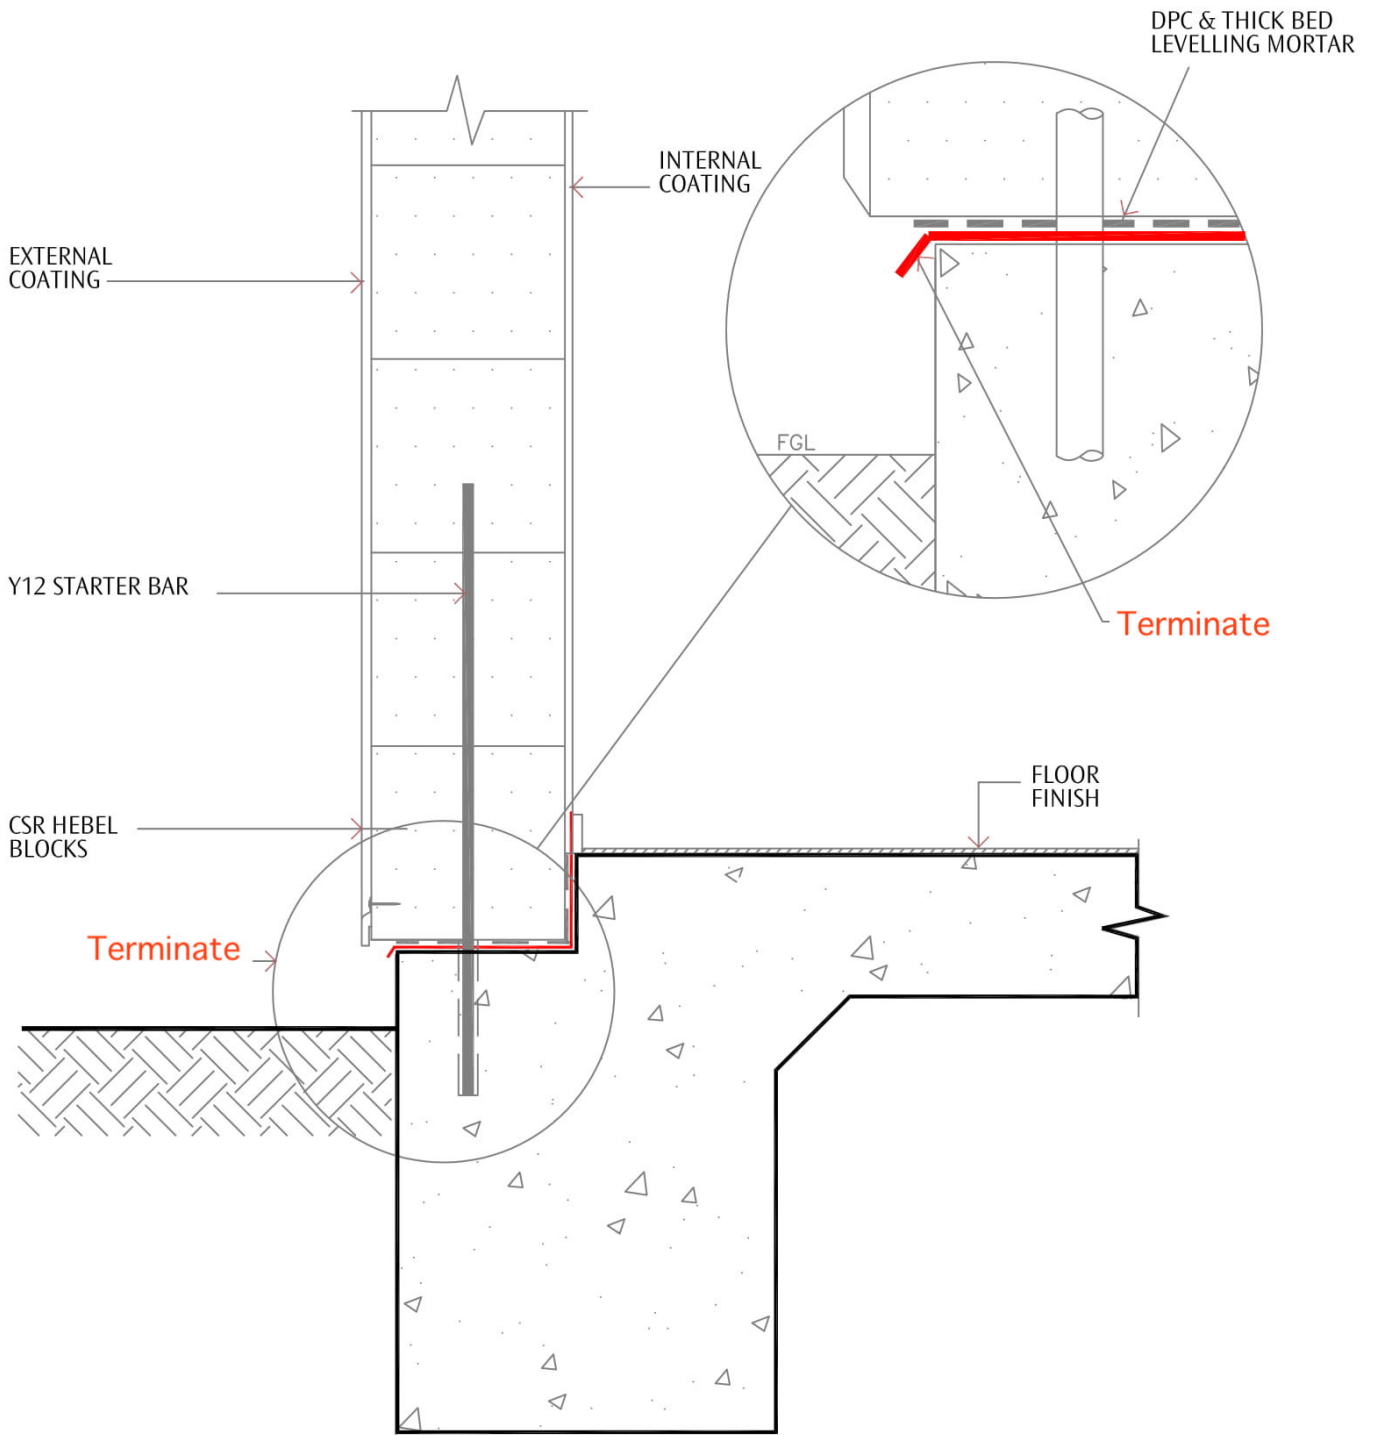 DPC & THICK BED
LEVELLING MORTAR
INTERNAL
COATING
EXTERNAL
COATING
FGL
Y12 STARTER BAR
Terminate
FLOOR
FINISH
CSR HEBEL
BLOCKS
Terminate